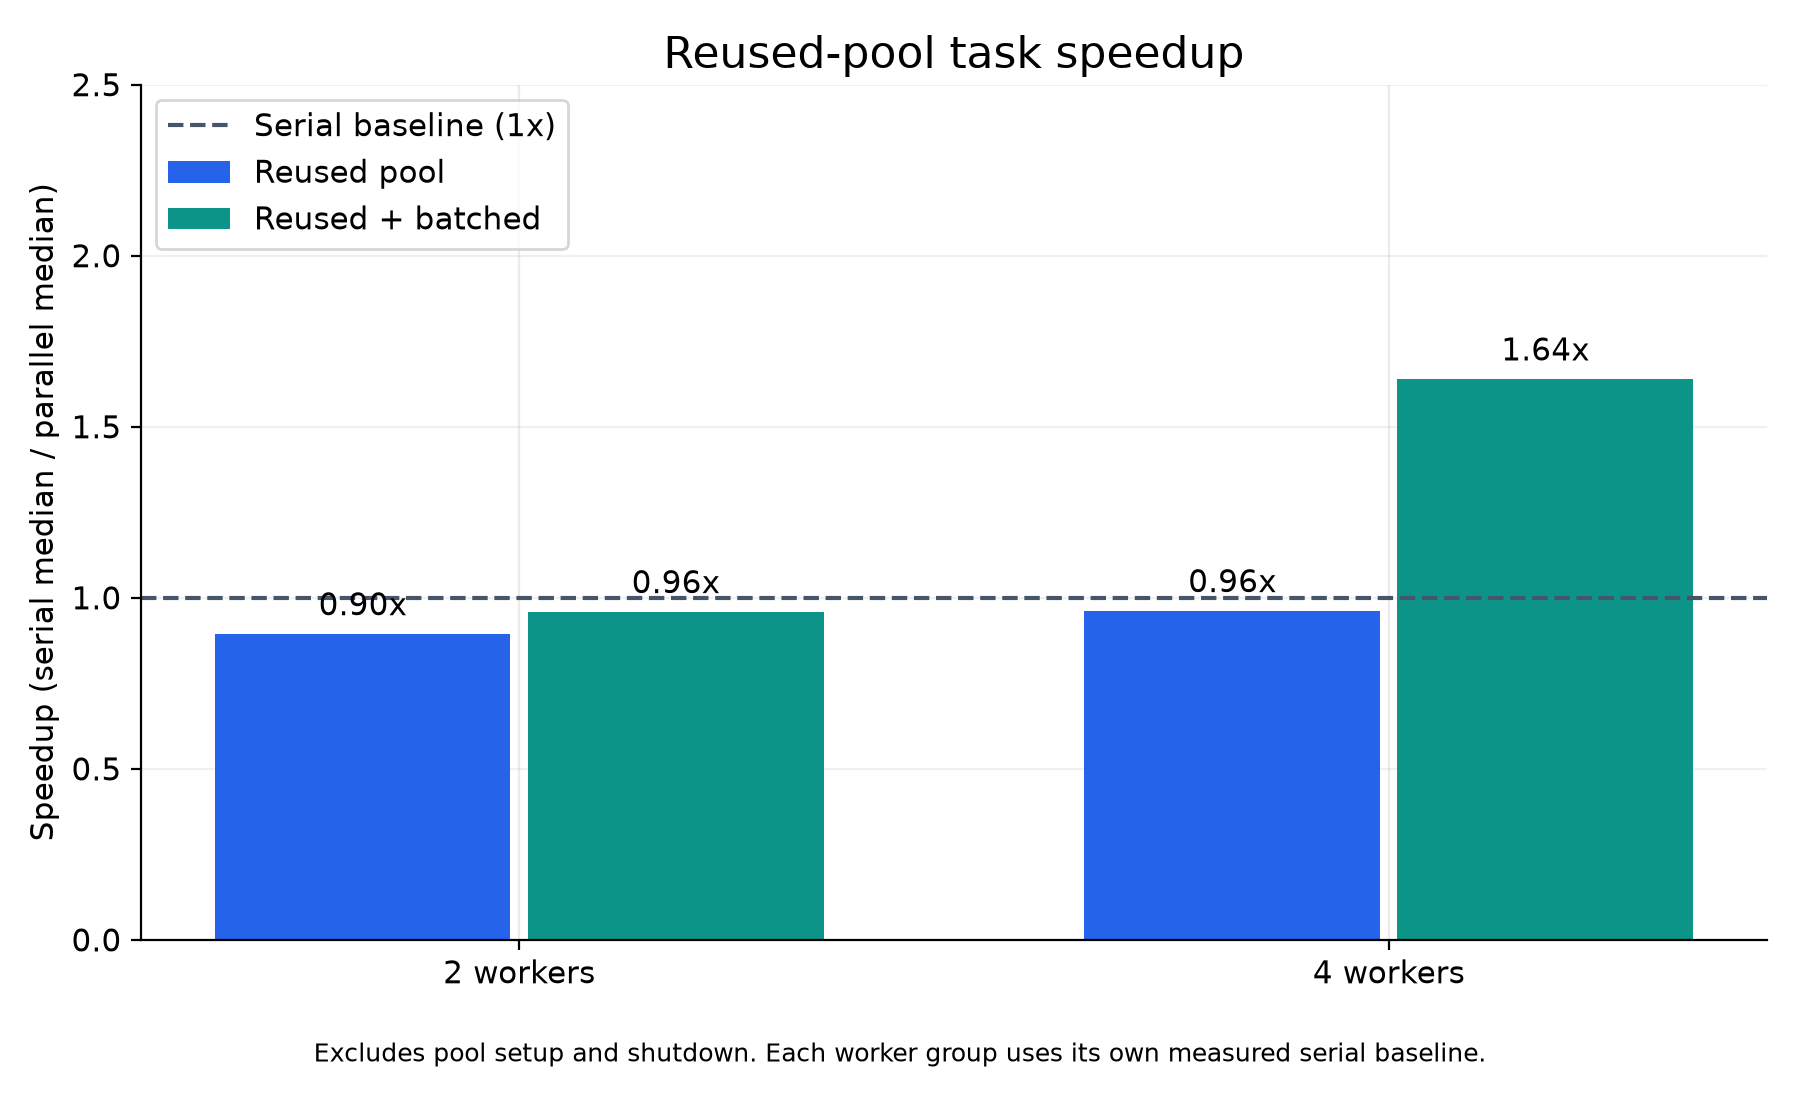 Reused-pool task speedup
Speedup (serial median / parallel median)
2.5
2.0
1.5
1.0
0.5
0.0
Serial baseline (1x)
Reused pool
Reused + batched
0.90x
0.96x
0.96x
1.64x
2 workers
4 workers
Excludes pool setup and shutdown. Each worker group uses its own measured serial baseline.